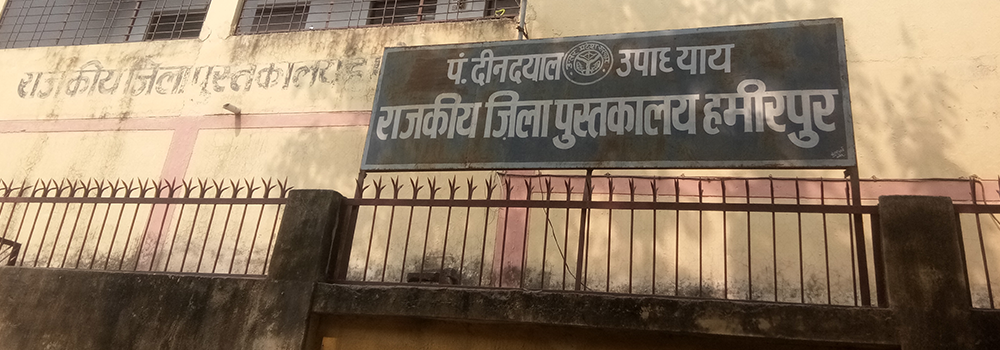 राजकीय जिला पुस्तकालय ह
पं. दीनदयाल उपाध्याय
राजकीय जिला पुस्तकालय हमीरपुर